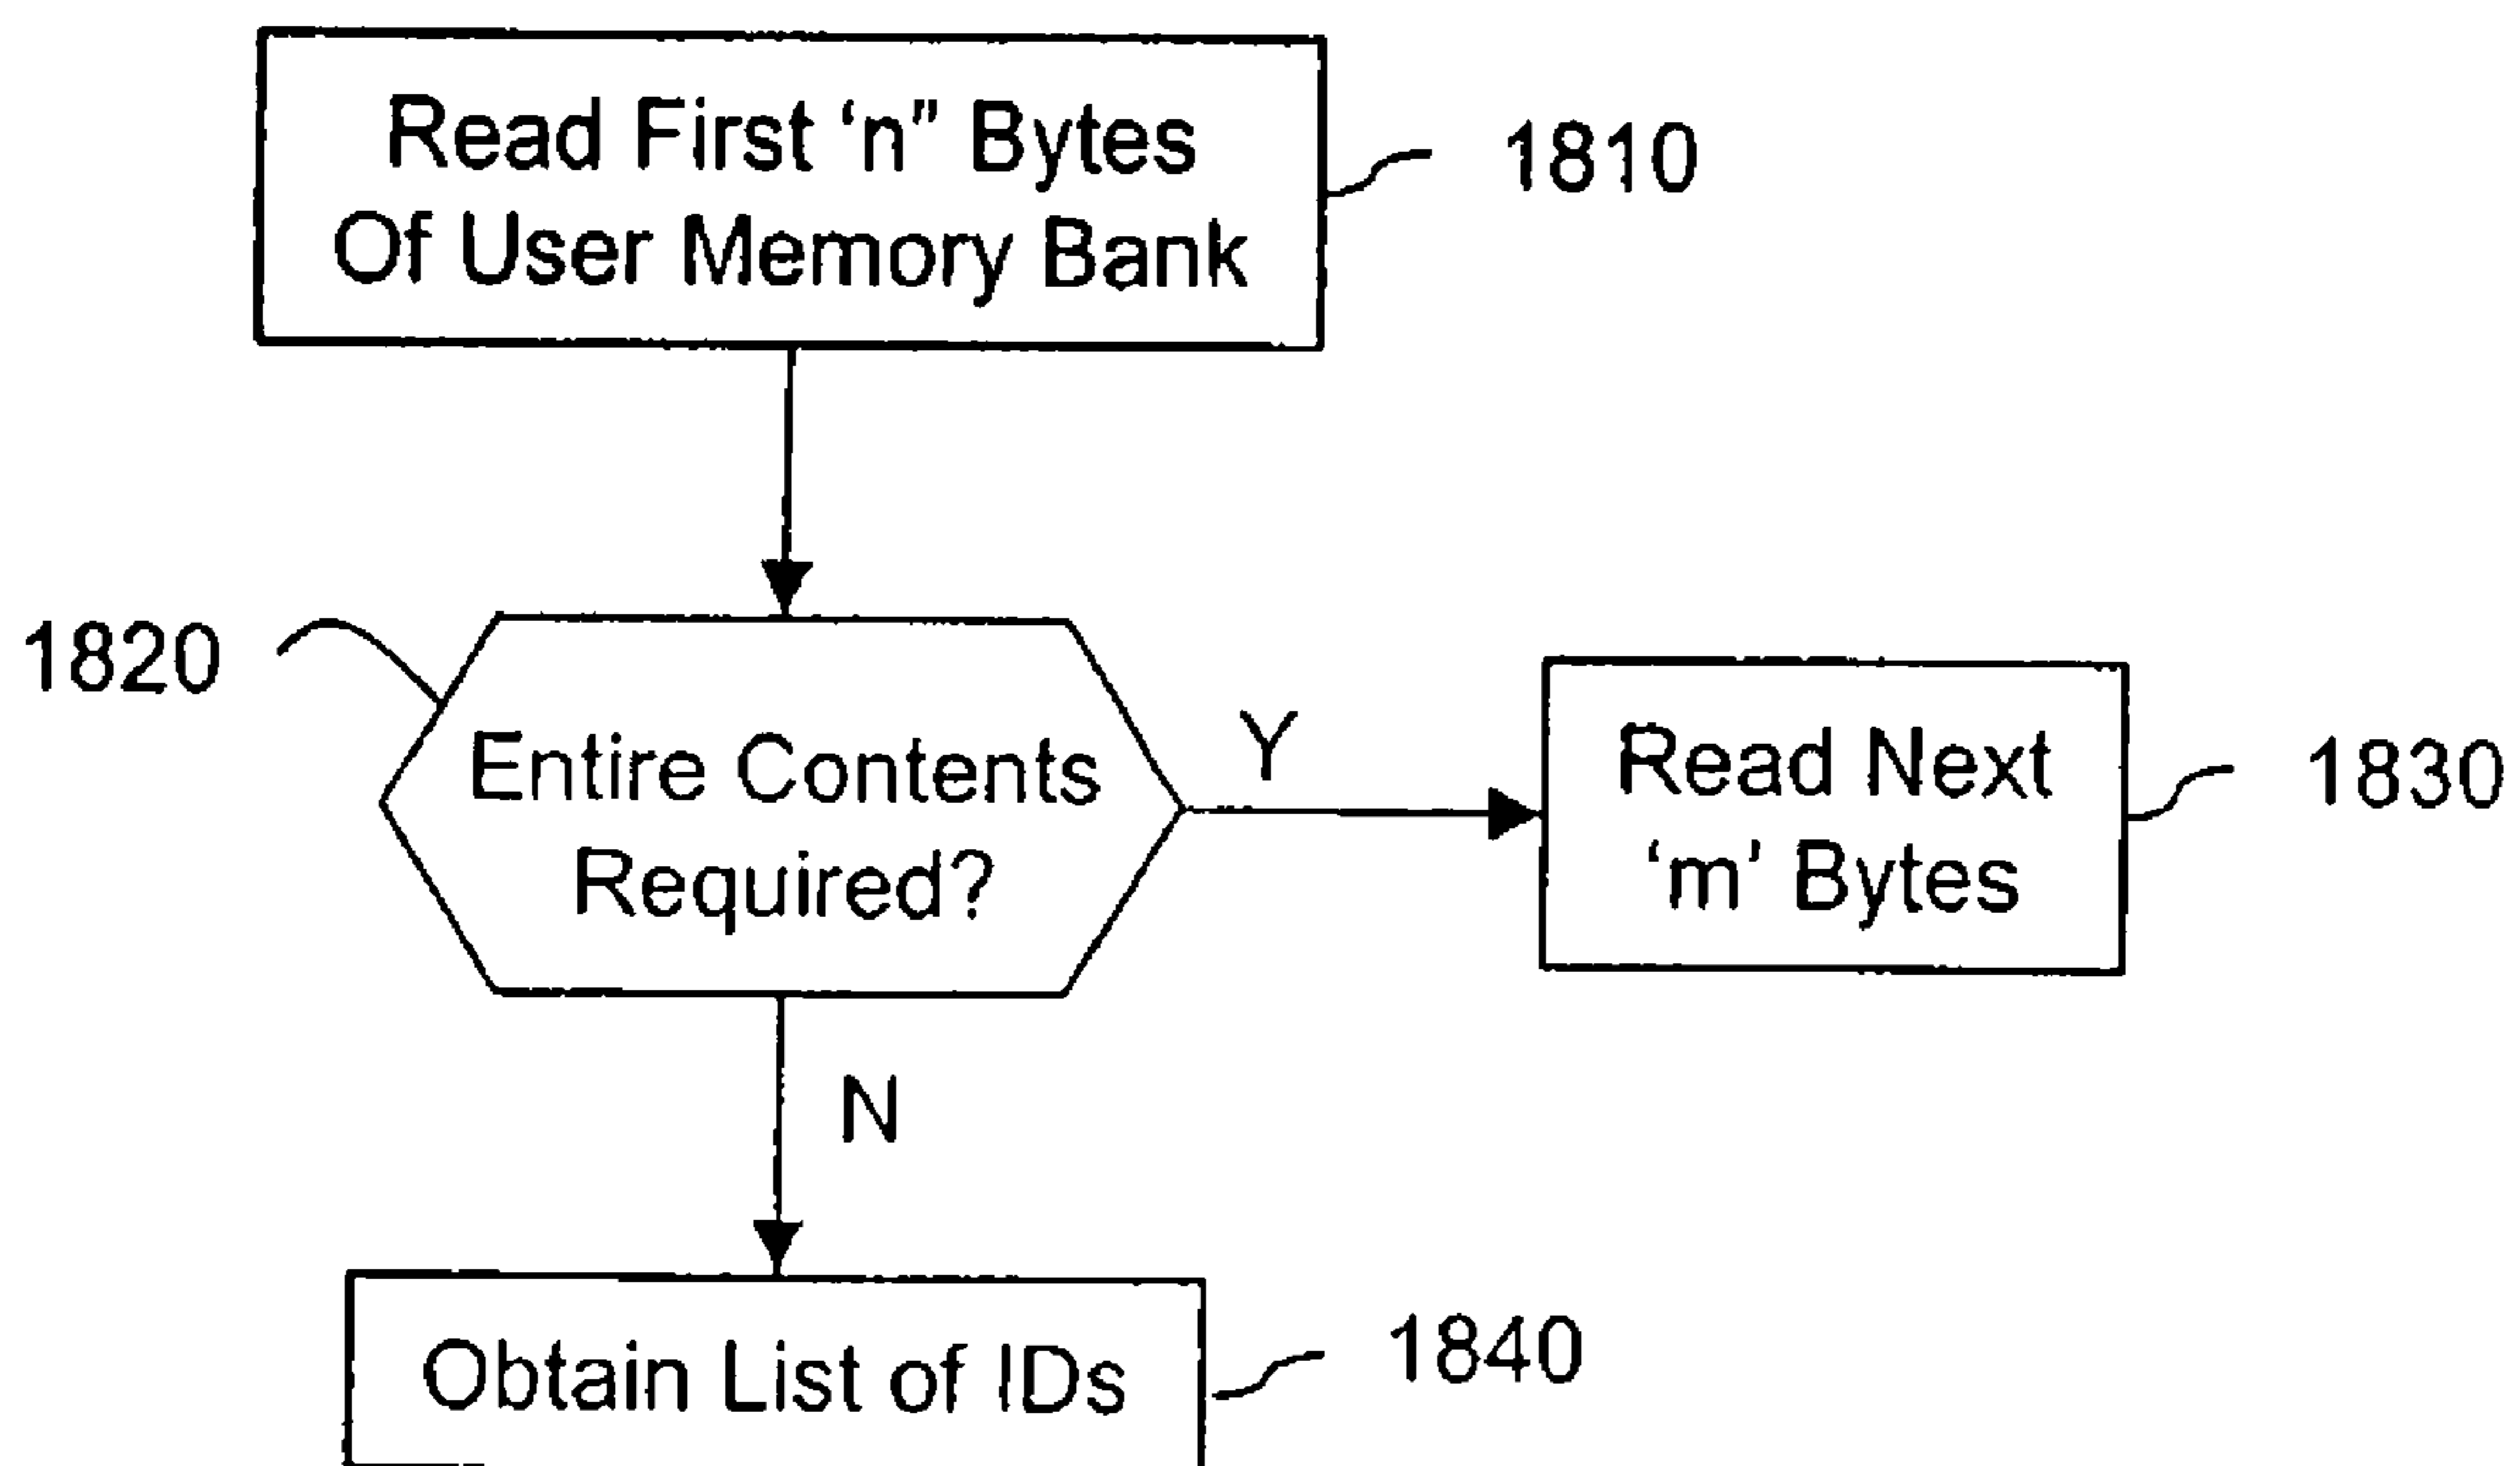 Read First ‘n” Bytes
Of User Memory Bank
1810
1820
Entire Contents
Required?
Y
Read Next
‘m’ Bytes
1830
N
Obtain List of IDs
1840